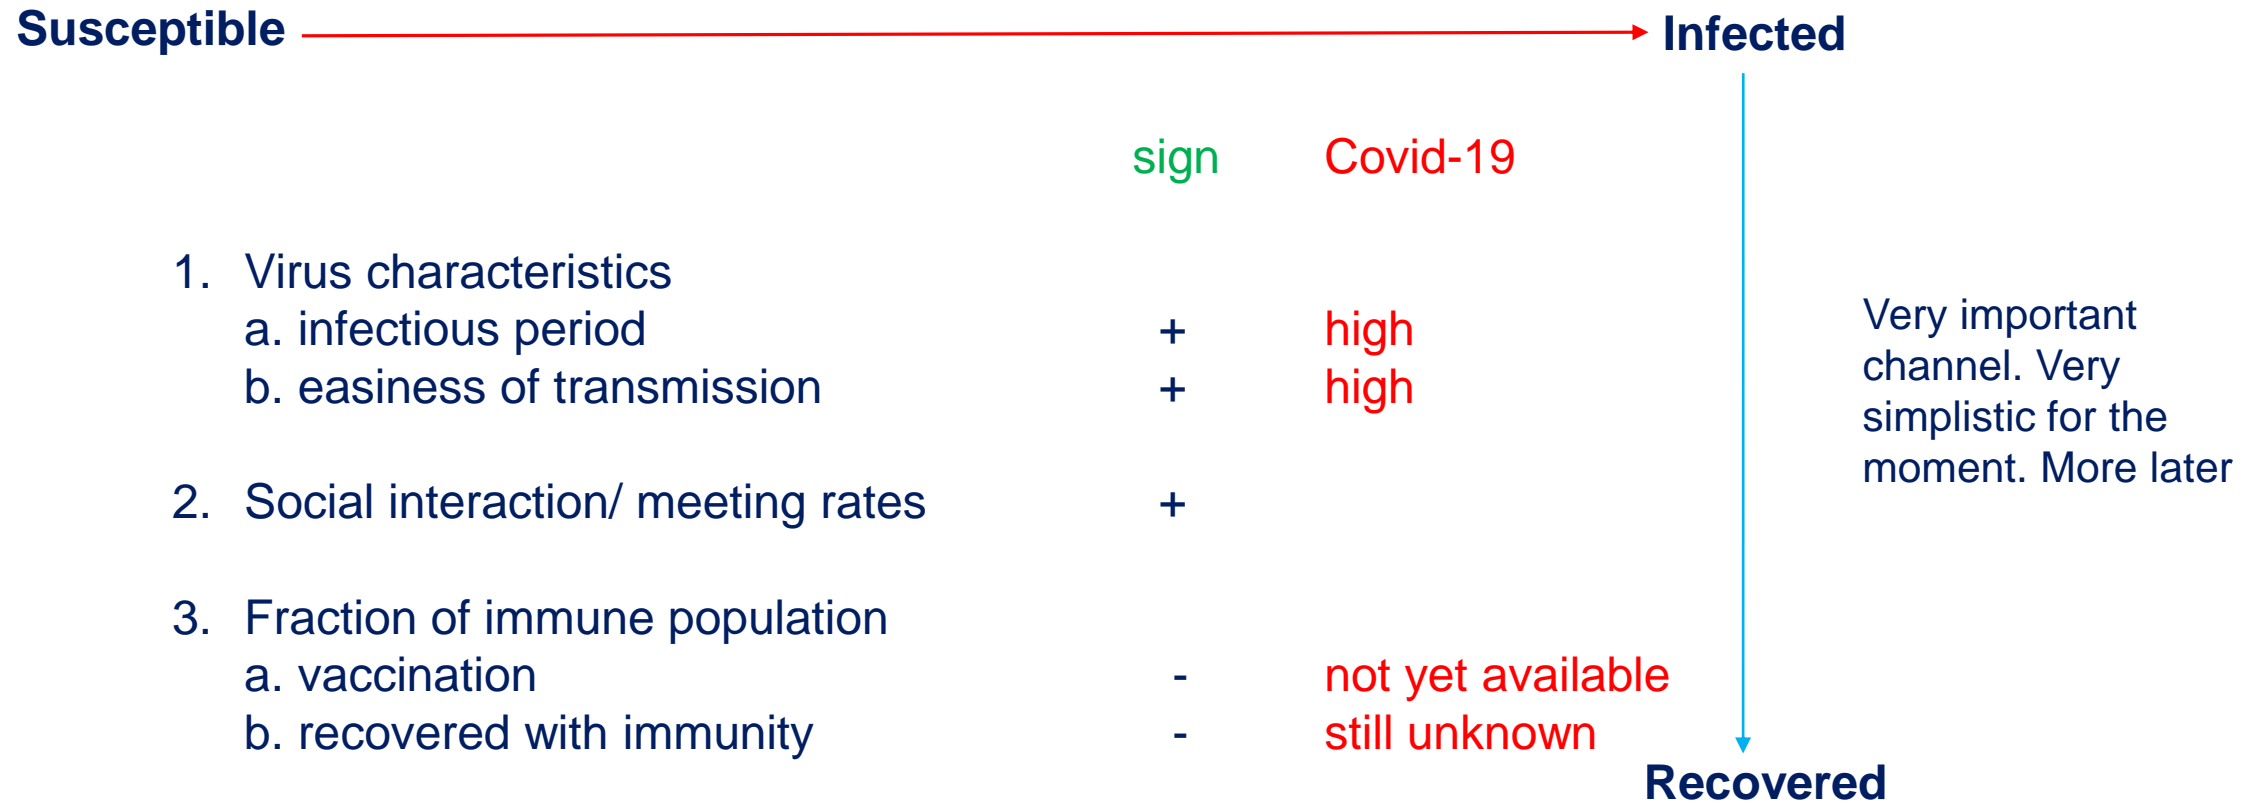 Susceptible Infected
sign Covid-19
1. Virus characteristics
a. infectious period + high
b. easiness of transmission + high
2. Social interaction/ meeting rates +
3. Fraction of immune population
a. vaccination - not yet available
b. recovered with immunity - still unknown
Very important
channel. Very
simplistic for the
moment. More later
Recovered